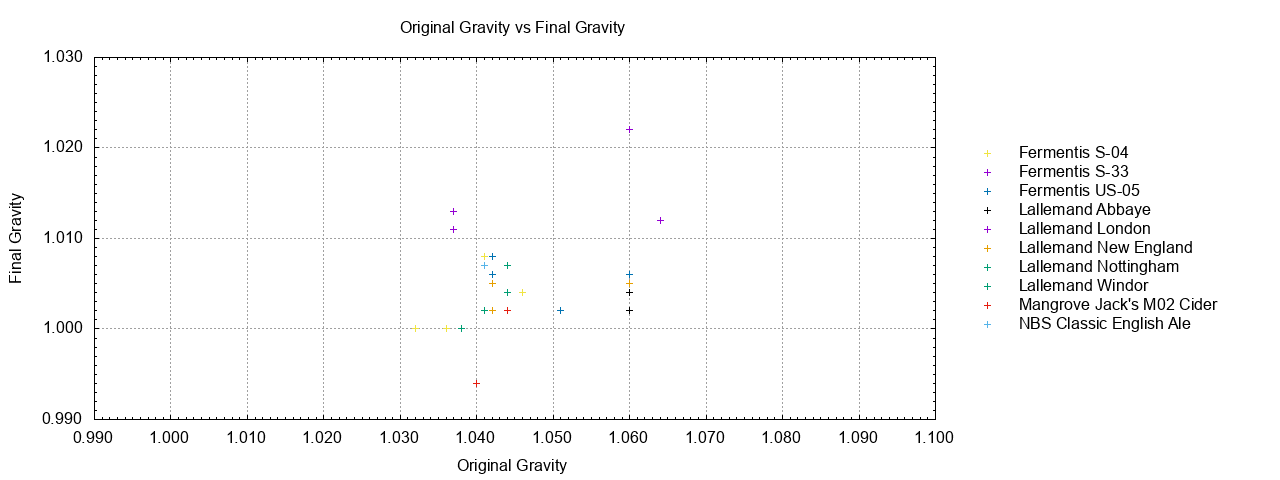 Original Gravity vs Final Gravity
1.030
1.020
1.010
1.000
0.990
Final Gravity
0.990 1.000 1.010 1.020 1.030 1.040 1.050 1.060 1.070 1.080 1.090 1.100
Original Gravity
Fermentis S-04
Fermentis S-33
Fermentis US-05
Lallemand Abbaye
Lallemand London
Lallemand New England
Lallemand Nottingham
Lallemand Windor
Mangrove Jack's M02 Cider
NBS Classic English Ale